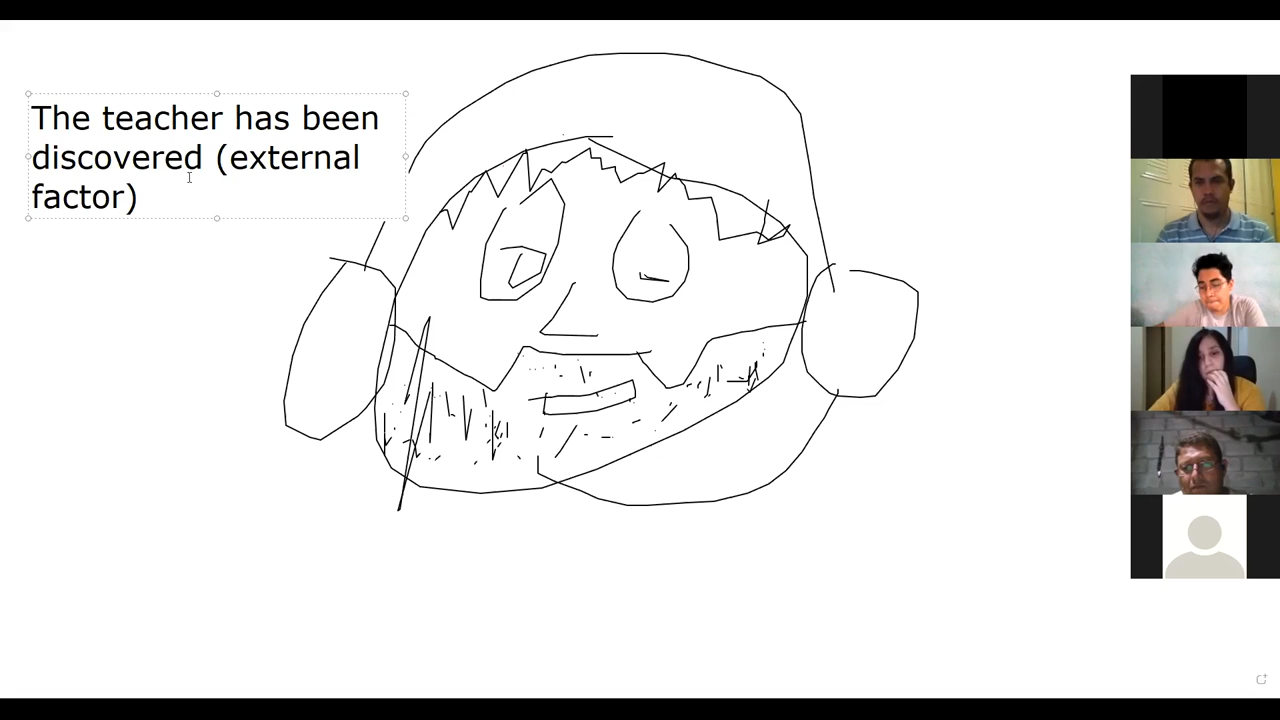 The teacher has been
discovered (external
factor)